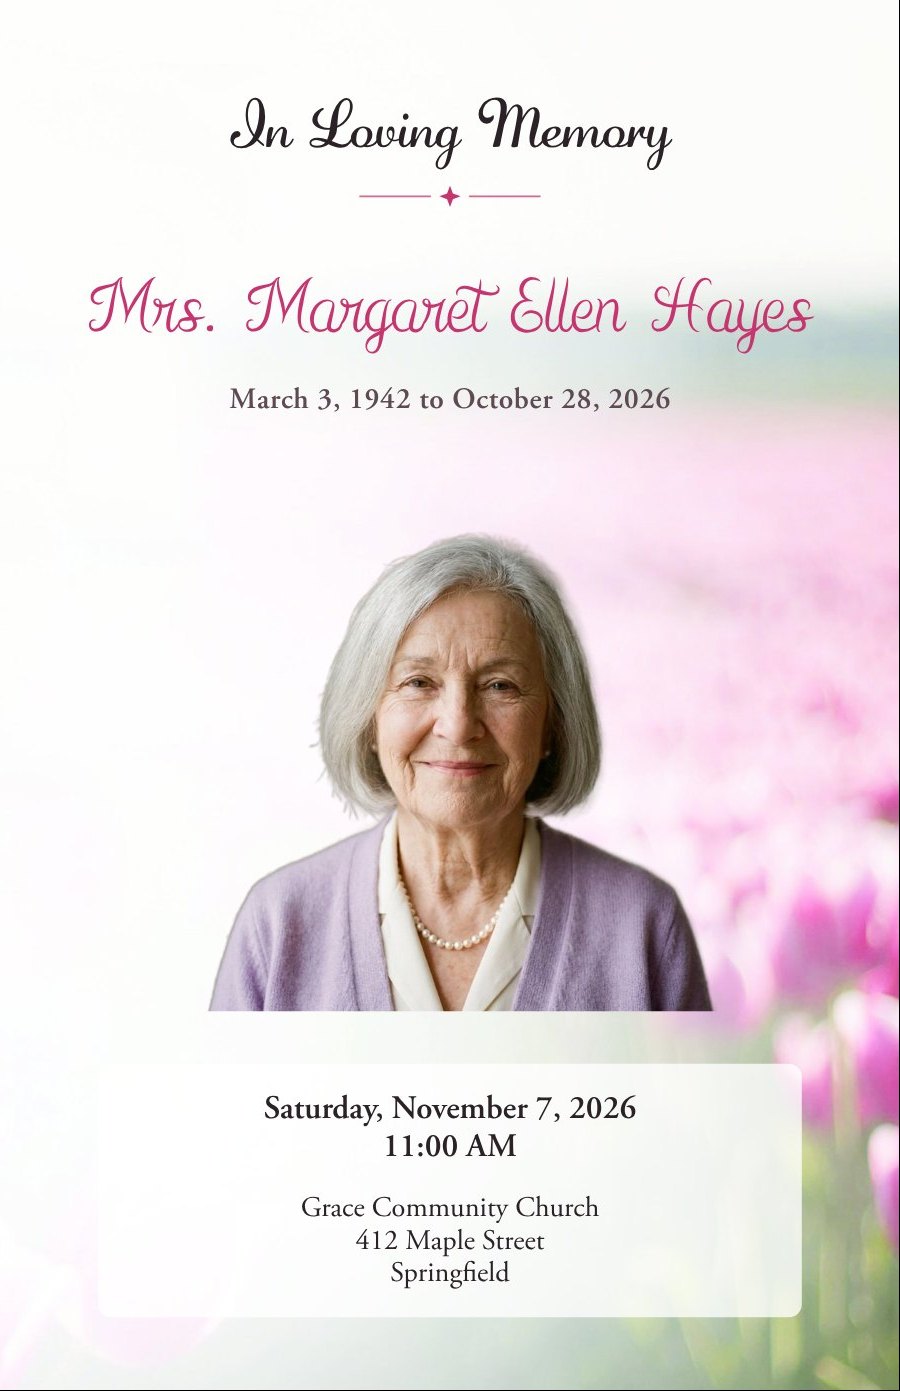 In Loving Memory
Mrs. Margaret Ellen Hayes
March 3, 1942 to October 28, 2026
Saturday, November 7, 2026
11:00 AM
Grace Community Church
412 Maple Street
Springfield